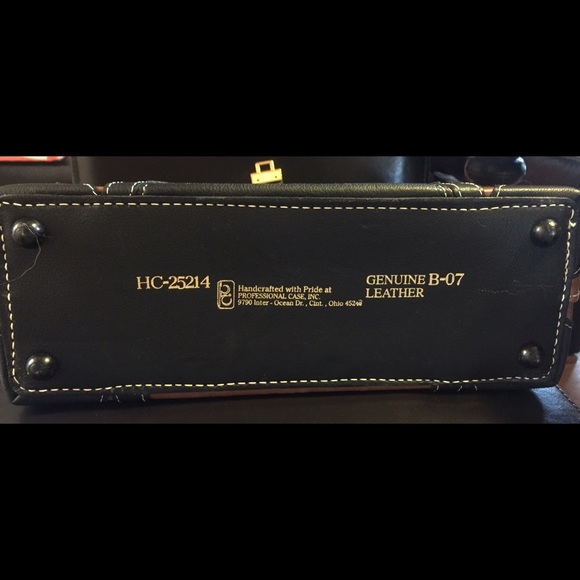 HC-25214
Handcrafted with Pride at
PROFESSIONAL CASE, INC.
9790 Inter - Ocean Dr. , Cint. , Ohio
GENUINE B-07
LEATHER